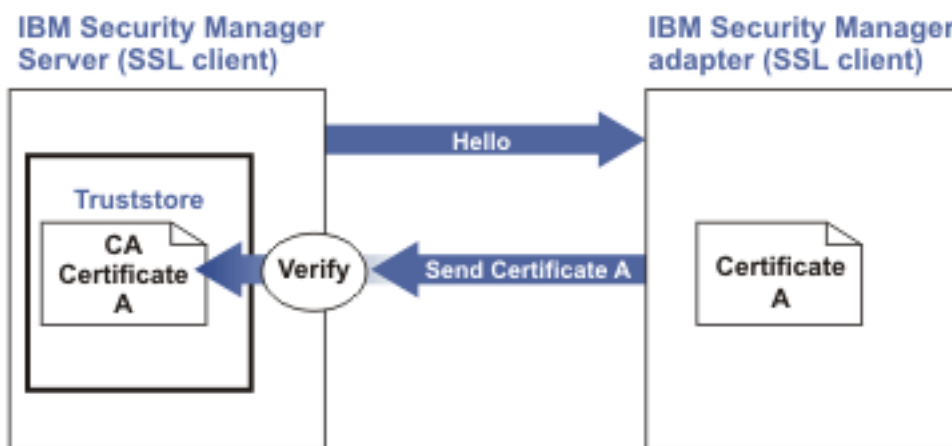 IBM Security Manager
Server (SSL client)
IBM Security Manager
adapter (SSL client)
Hello
Truststore
CA
Certificate
A
Verify
Send Certificate A
Certificate
A